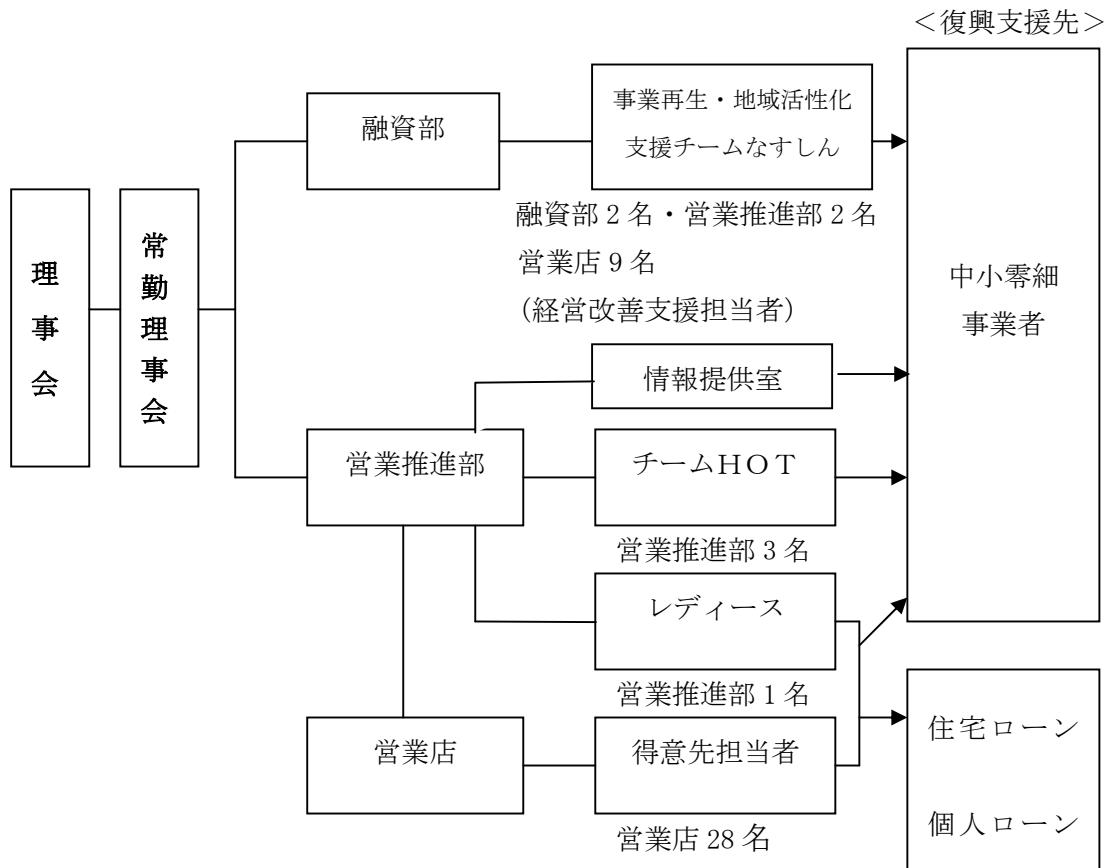 <復興支援先>
融資部
事業再生・地域活性化
支援チームなすしん
融資部 2 名・営業推進部 2 名
営業店 9 名
(経営改善支援担当者)
理事会
常勤理事会
中小零細
事業者
情報提供室
営業推進部
チームHOT
営業推進部 3 名
レディース
営業推進部 1 名
営業店
得意先担当者
営業店 28 名
住宅ローン
個人ローン